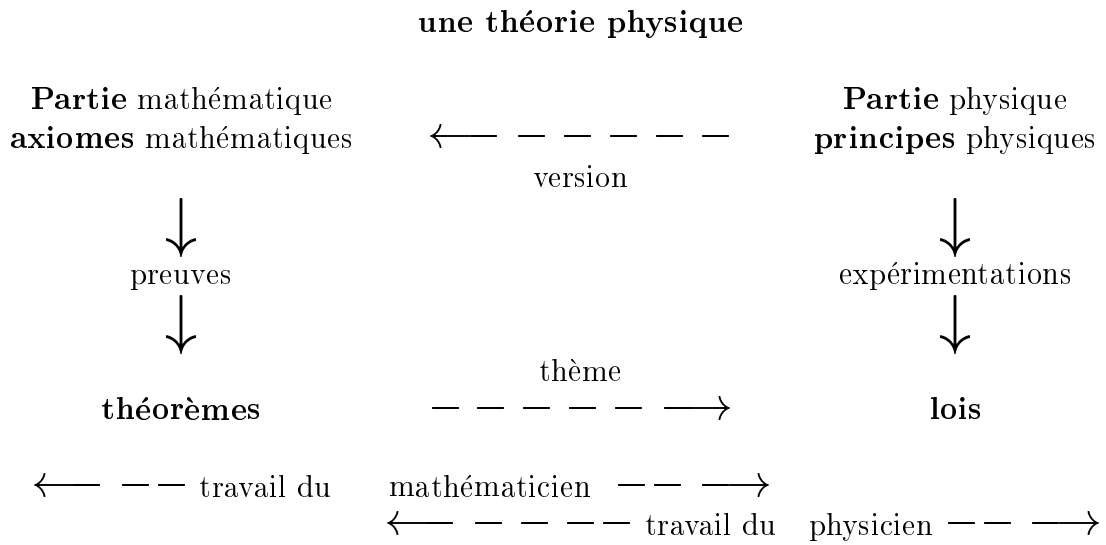 une théorie physique
Partie mathématique
axiomes mathématiques
Partie physique
principes physiques
version
preuves
expérimentations
thème
théorèmes
lois
travail du mathématicien
travail du physicien